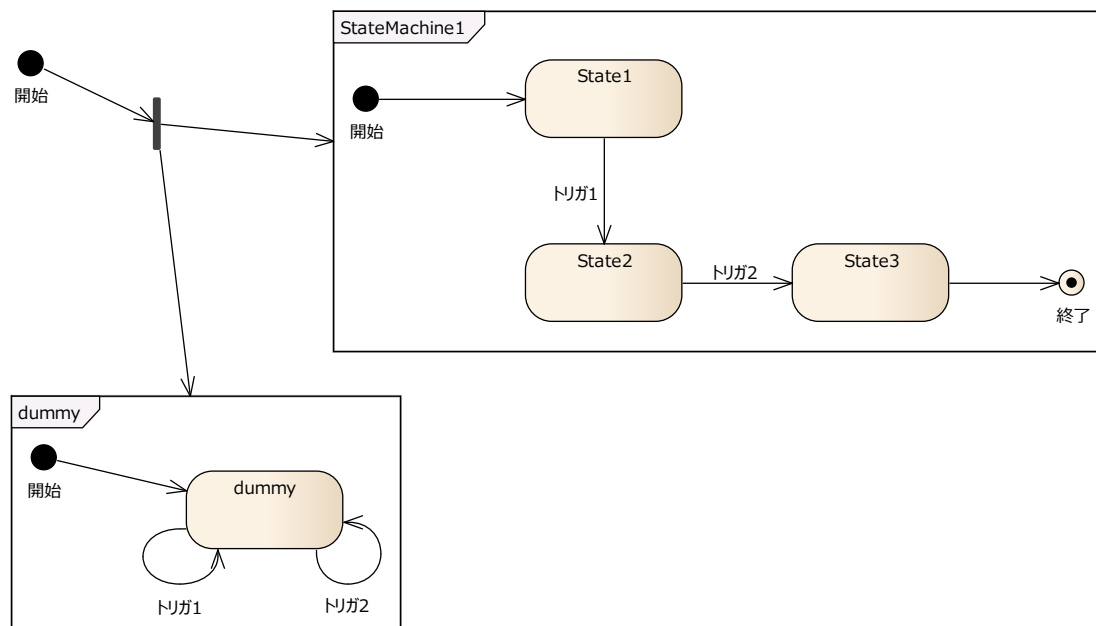 StateMachine1
開始
開始
State1
トリガ1
State2
トリガ2
State3
終了
dummy
開始
dummy
トリガ1
トリガ2